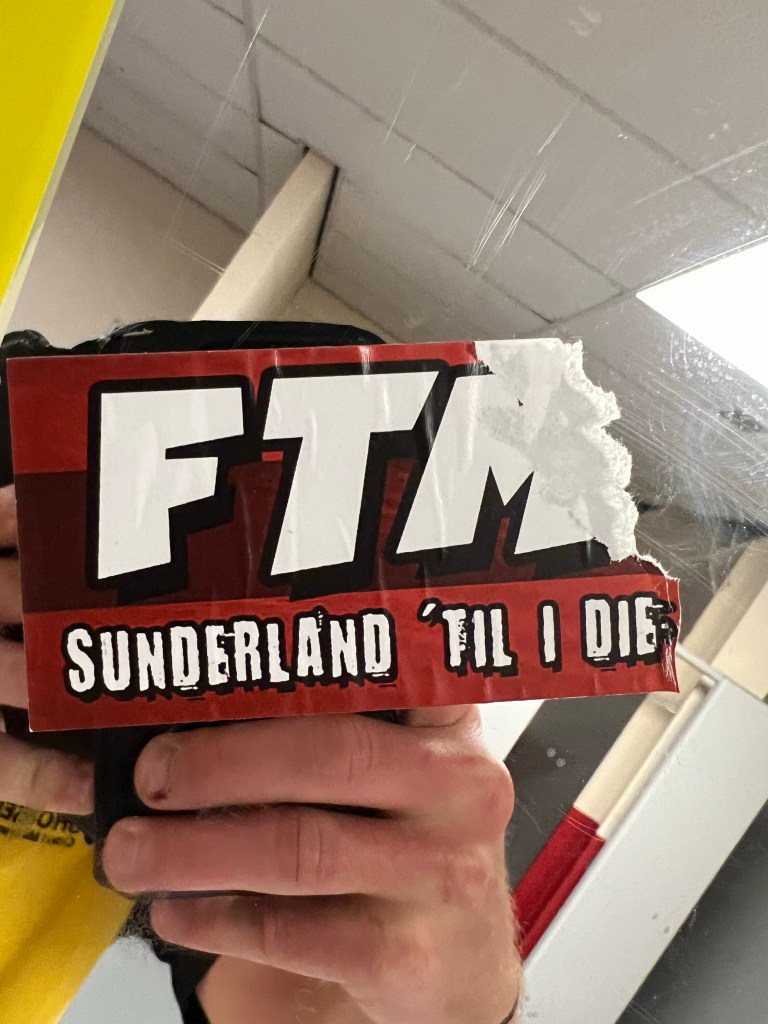 FTM
SUNDERLAND ´TIL I DIE